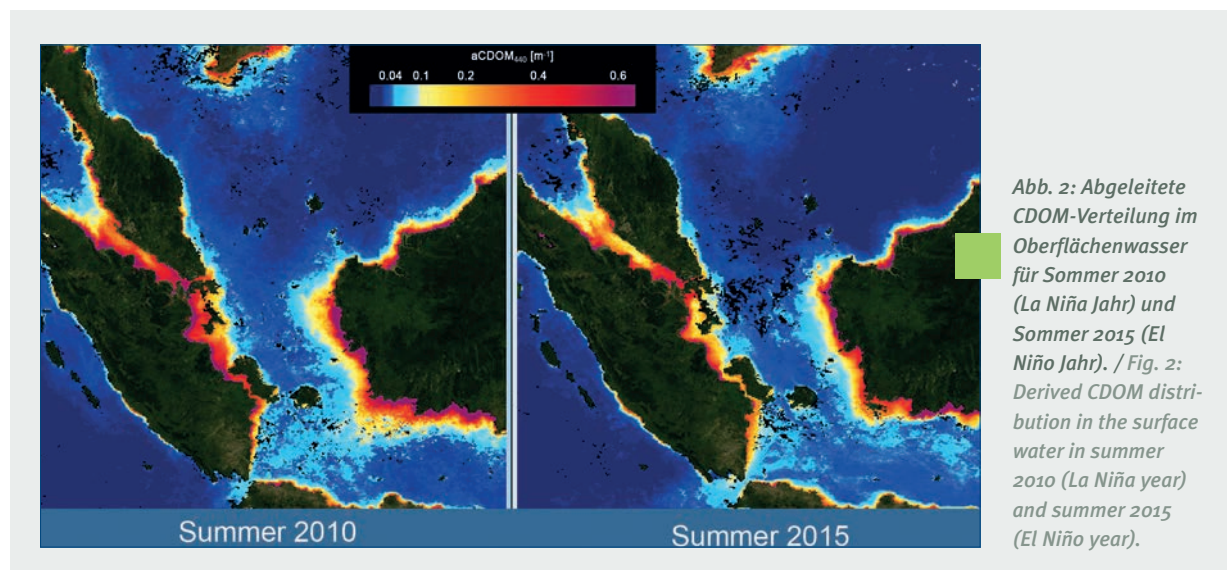 aCDOM₄₄₀ [m⁻¹]
0.04 0.1 0.2 0.4 0.6
Summer 2010
Summer 2015
Abb. 2: Abgeleitete
CDOM-Verteilung im
Oberflächenwasser
für Sommer 2010
(La Niña Jahr) und
Sommer 2015 (El
Niño Jahr). / Fig. 2:
Derived CDOM distri-
bution in the surface
water in summer
2010 (La Niña year)
and summer 2015
(El Niño year).